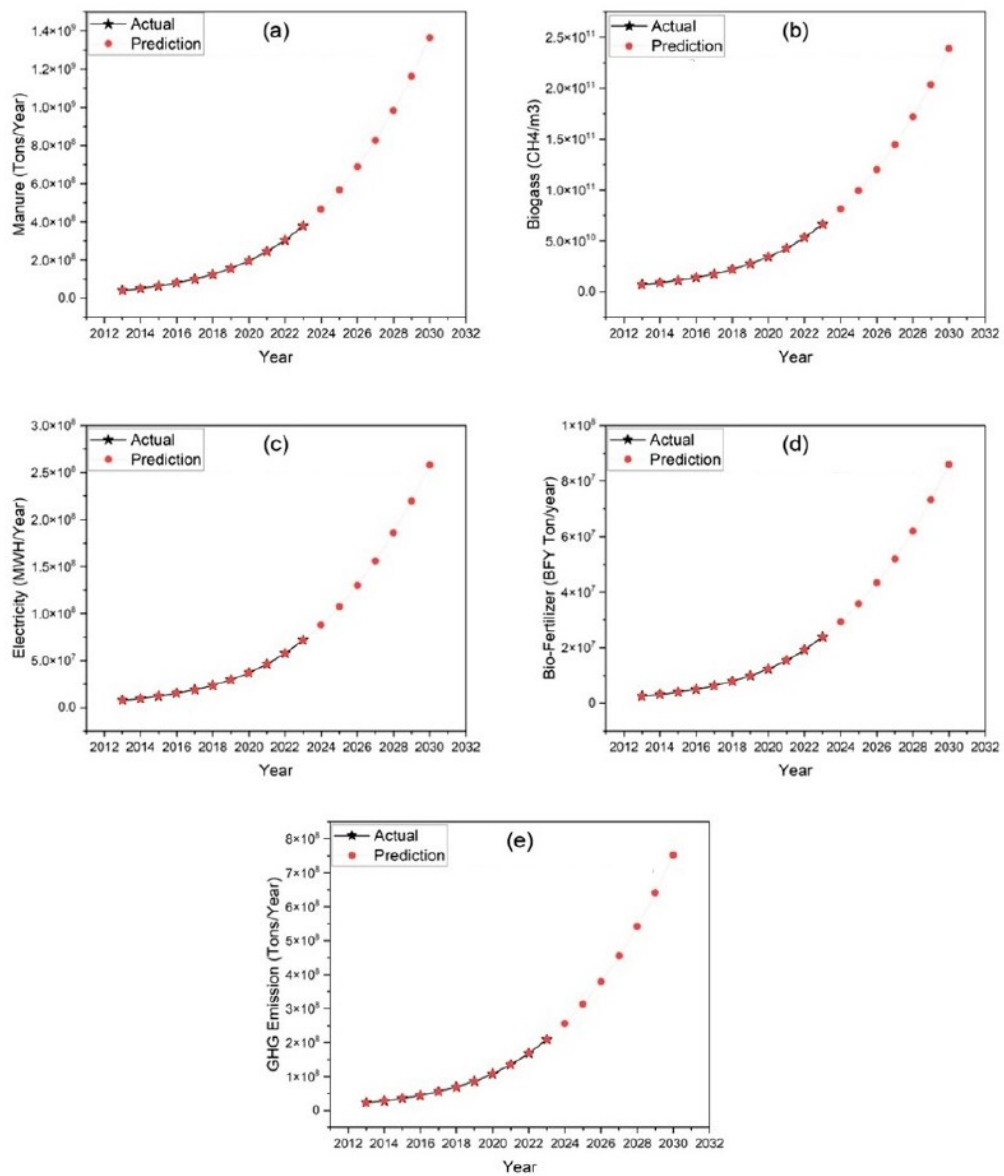 (a)
Actual
Prediction
Manure (Tons/Year)
1.4×10⁹
1.2×10⁹
1.0×10⁹
8.0×10⁸
6.0×10⁸
4.0×10⁸
2.0×10⁸
0.0
2012 2014 2016 2018 2020 2022 2024 2026 2028 2030 2032
Year
(b)
Actual
Prediction
Biogass (CH4/m3)
2.5×10¹¹
2.0×10¹¹
1.5×10¹¹
1.0×10¹¹
5.0×10¹⁰
0.0
2012 2014 2016 2018 2020 2022 2024 2026 2028 2030 2032
Year
(c)
Actual
Prediction
Electricity (MWH/Year)
3.0×10⁸
2.5×10⁸
2.0×10⁸
1.5×10⁸
1.0×10⁸
5.0×10⁷
0.0
2012 2014 2016 2018 2020 2022 2024 2026 2028 2030 2032
Year
(d)
Actual
Prediction
Bio-Fertilizer (BFY Ton/year)
1×10⁸
8×10⁷
6×10⁷
4×10⁷
2×10⁷
0
2012 2014 2016 2018 2020 2022 2024 2026 2028 2030 2032
Year
(e)
Actual
Prediction
GHG Emission (Tons/Year)
8×10⁸
7×10⁸
6×10⁸
5×10⁸
4×10⁸
3×10⁸
2×10⁸
1×10⁸
0
2012 2014 2016 2018 2020 2022 2024 2026 2028 2030 2032
Year